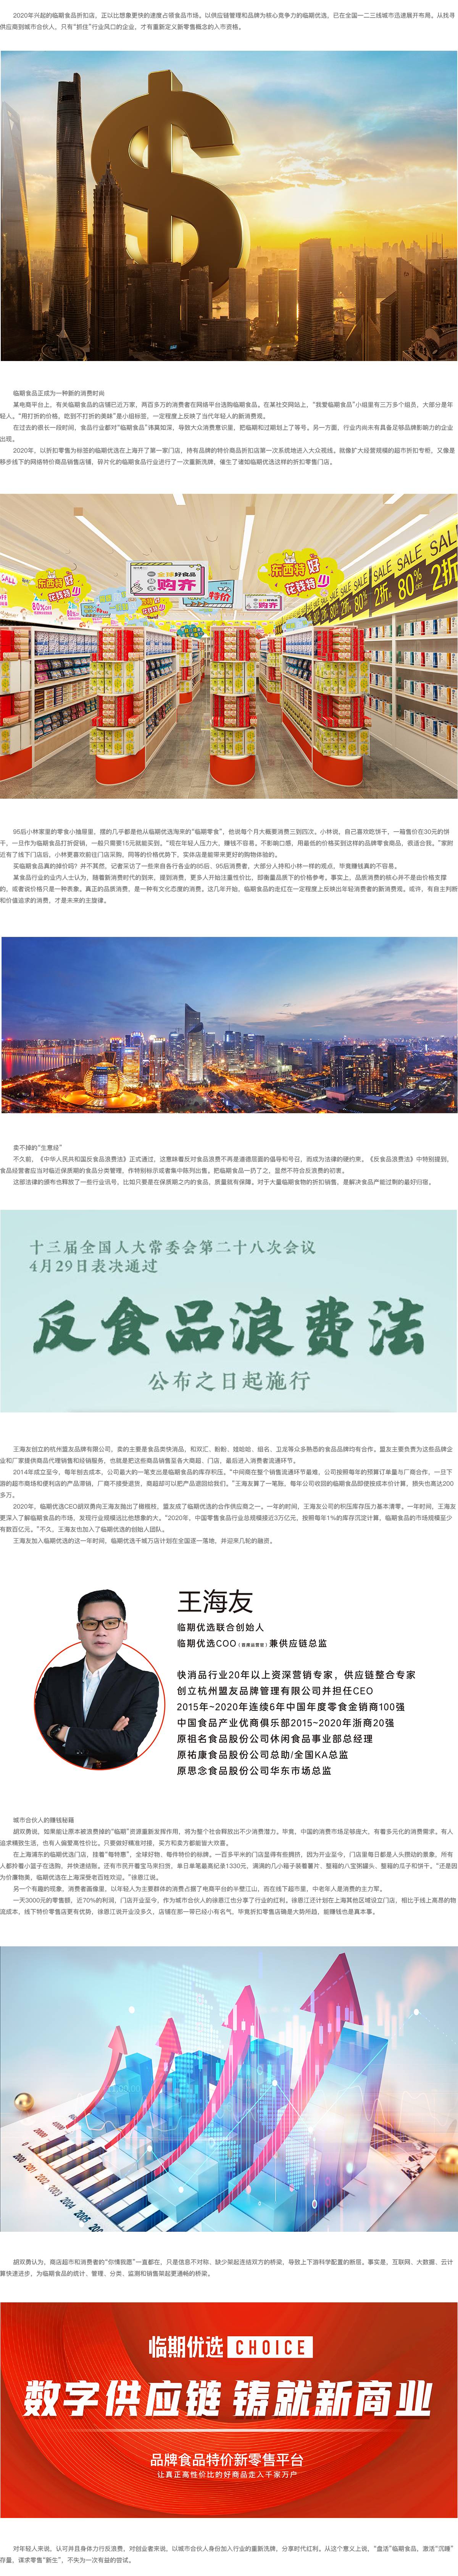 2020年兴起的临期食品折扣店，正以比想象更快的速度占领食品市场。以供应链管理和品牌为核心竞争力的临期优选，已在全国一二三线城市迅速展开布局。从找寻
供应商到城市合伙人，只有“抓住”行业风口的企业，才有重新定义新零售概念的入市资格。
临期食品正成为一种新的消费时尚
某电商平台上，有关临期食品的店铺已近万家，两百多万的消费者在网络平台选购临期食品。在某社交网站上，“我爱临期食品”小组里有三万多个组员，大部分是年
轻人。“用打折的价格，吃到不打折的美味”是小组标签，一定程度上反映了当代年轻人的新消费观。
在过去的很长一段时间，食品行业都对“临期食品”讳莫如深，导致大众消费意识里，把临期和过期划上了等号。另一方面，行业内尚未有具备足够品牌影响力的企业
出现。
2020年，以折扣零售为标签的临期优选在上海开了第一家门店，持有品牌的特价商品折扣店第一次系统地进入大众视线。就像扩大经营规模的超市折扣专柜，又像是
移步线下的网络特价商品销售店铺，碎片化的临期食品行业进行了一次重新洗牌，催生了诸如临期优选这样的折扣零售门店。
东西特好
花钱特少
全球好食品
购齐
特价
购齐
东西特好
花钱特少
SALE
80%
2折
SALE
80%
2折
95后小林家里的零食小抽屉里，摆的几乎都是他从临期优选淘来的“临期零食”，他说每个月大概要消费三到四次。小林说，自己喜欢吃饼干，一箱售价在30元的饼
干，一旦作为临期食品打折促销，一般只需要15元就能买到。“现在年轻人压力大，赚钱不容易，不影响口感，用最低的价格买到这样的品牌零食商品，很适合我。”家附
近有了线下门店后，小林更喜欢前往门店采购，同等的价格优势下，实体店是能带来更好的购物体验的。
买临期食品真的掉价吗？并不其然，记者采访了一些来自各行各业的85后、95后消费者，大部分人持和小林一样的观点，毕竟赚钱真的不容易。
某食品行业的业内人士认为，随着新消费时代的到来，提到消费，更多人开始注重性价比，即衡量品质下的价格参考。事实上，品质消费的核心并不是由价格支撑
的，或者说价格只是一种表象。真正的品质消费，是一种有文化态度的消费。这几年开始，临期食品的走红在一定程度上反映出年轻消费者的新消费观。或许，有自主判断
和价值追求的消费，才是未来的主旋律。
卖不掉的“生意经”
不久前，《中华人民共和国反食品浪费法》正式通过，这意味着反对食品浪费不再是道德层面的倡导和号召，而成为法律的硬约束。《反食品浪费法》中特别提到，
食品经营者应当对临近保质期的食品分类管理，作特别标示或者集中陈列出售。把临期食品一扔了之，显然不符合反浪费的初衷。
这部法律的颁布也释放了一些行业讯号，比如只要是在保质期之内的食品，质量就有保障。对于大量临期食物的折扣销售，是解决食品产能过剩的最好归宿。
十三届全国人大常委会第二十八次会议
4月29日表决通过
反食品浪费法
公布之日起施行
王海友创立的杭州盟友品牌有限公司，卖的主要是食品类快消品，和双汇、盼盼、娃哈哈、祖名、卫龙等众多熟悉的食品品牌均有合作。盟友主要负责为这些品牌企
业和厂家提供商品代理销售和经销服务，也就是把这些商品销售至各大商超、门店，最后进入消费者流通环节。
2014年成立至今，每年刨去成本，公司最大的一笔支出是临期食品的库存积压。“中间商在整个销售流通环节最难，公司按照每年的预算订单量与厂商合作，一旦下
游的超市商场和便利店的产品滞销，厂商不接受退货，商超却可以把产品退回给我们。”王海友算了一笔账，每年公司收回的临期食品即使按成本价计算，损失也高达200
多万。
2020年，临期优选CEO胡双勇向王海友抛出了橄榄枝，盟友成了临期优选的合作供应商之一。一年的时间，王海友公司的积压库存压力基本清零。一年时间，王海友
更深入了解临期食品的市场，发现行业规模远比他想象的大。“2020年，中国零售食品行业总规模接近3万亿元，按照每年1%的库存沉淀计算，临期食品的市场规模至少
有数百亿元。”不久，王海友也加入了临期优选的创始人团队。
王海友加入临期优选的这一年时间，临期优选千城万店计划在全国逐一落地，并迎来几轮的融资。
王海友
临期优选联合创始人
临期优选COO（首席运营官）兼供应链总监
快消品行业20年以上资深营销专家，供应链整合专家
创立杭州盟友品牌管理有限公司并担任CEO
2015年~2020年连续6年中国年度零食金销商100强
中国食品产业优商俱乐部2015~2020年浙商20强
原祖名食品股份公司休闲食品事业部总经理
原祐康食品股份公司总助/全国KA总监
原思念食品股份公司华东市场总监
城市合伙人的赚钱秘籍
胡双勇说，如果能让原本被浪费掉的“临期”资源重新发挥作用，将为整个社会释放出不少消费潜力。毕竟，中国的消费市场足够庞大，有着多元化的消费需求。有人
追求精致生活，也有人偏爱高性价比。只要做好精准对接，买方和卖方都能皆大欢喜。
在上海浦东的临期优选门店，挂着“每特惠”，全球好物、每件特价的标牌。一百多平米的门店显得有些拥挤，因为开业至今，门店里每日都是人头攒动的景象，所有
人都拎着小篮子在选购，并快速结账。还有市民开着宝马来扫货，单日单笔最高纪录1330元，满满的几小箱子装着薯片，整箱的八宝粥罐头、整箱的瓜子和饼干。“还是因
为价廉物美，临期优选在上海深受老百姓欢迎。”徐恩江说。
另一个有趣的现象，消费者画像里，以年轻人为主要群体的消费占据了电商平台的半壁江山，而在线下超市里，中老年人是消费的主力军。
一天3000元的零售额，近70%的利润，门店开业至今，作为城市合伙人的徐恩江也分享了行业的红利。徐恩江还计划在上海其他区域设立门店，相比于线上高昂的物
流成本，线下特价零售店更有优势，徐恩江说开业没多久，店铺在那一带已经小有名气，毕竟折扣零售店确是大势所趋，能赚钱也是真本事。
2001
2002
2003
2004
2005
胡双勇认为，商店超市和消费者的“你情我愿”一直都在，只是信息不对称、缺少架起连结双方的桥梁，导致上下游科学配置的断层。事实是，互联网、大数据、云计
算快速进步，为临期食品的统计、管理、分类、监测和销售架起更通畅的桥梁。
临期优选 CHOICE
数字供应链 铸就新商业
品牌食品特价新零售平台
让真正高性价比的好商品走入千家万户
对年轻人来说，认可并且身体力行反浪费，对创业者来说，以城市合伙人身份加入行业的重新洗牌，分享时代红利。从这个意义上说，“盘活”临期食品，激活“沉睡”
存量，谋求零售“新生”，不失为一次有益的尝试。